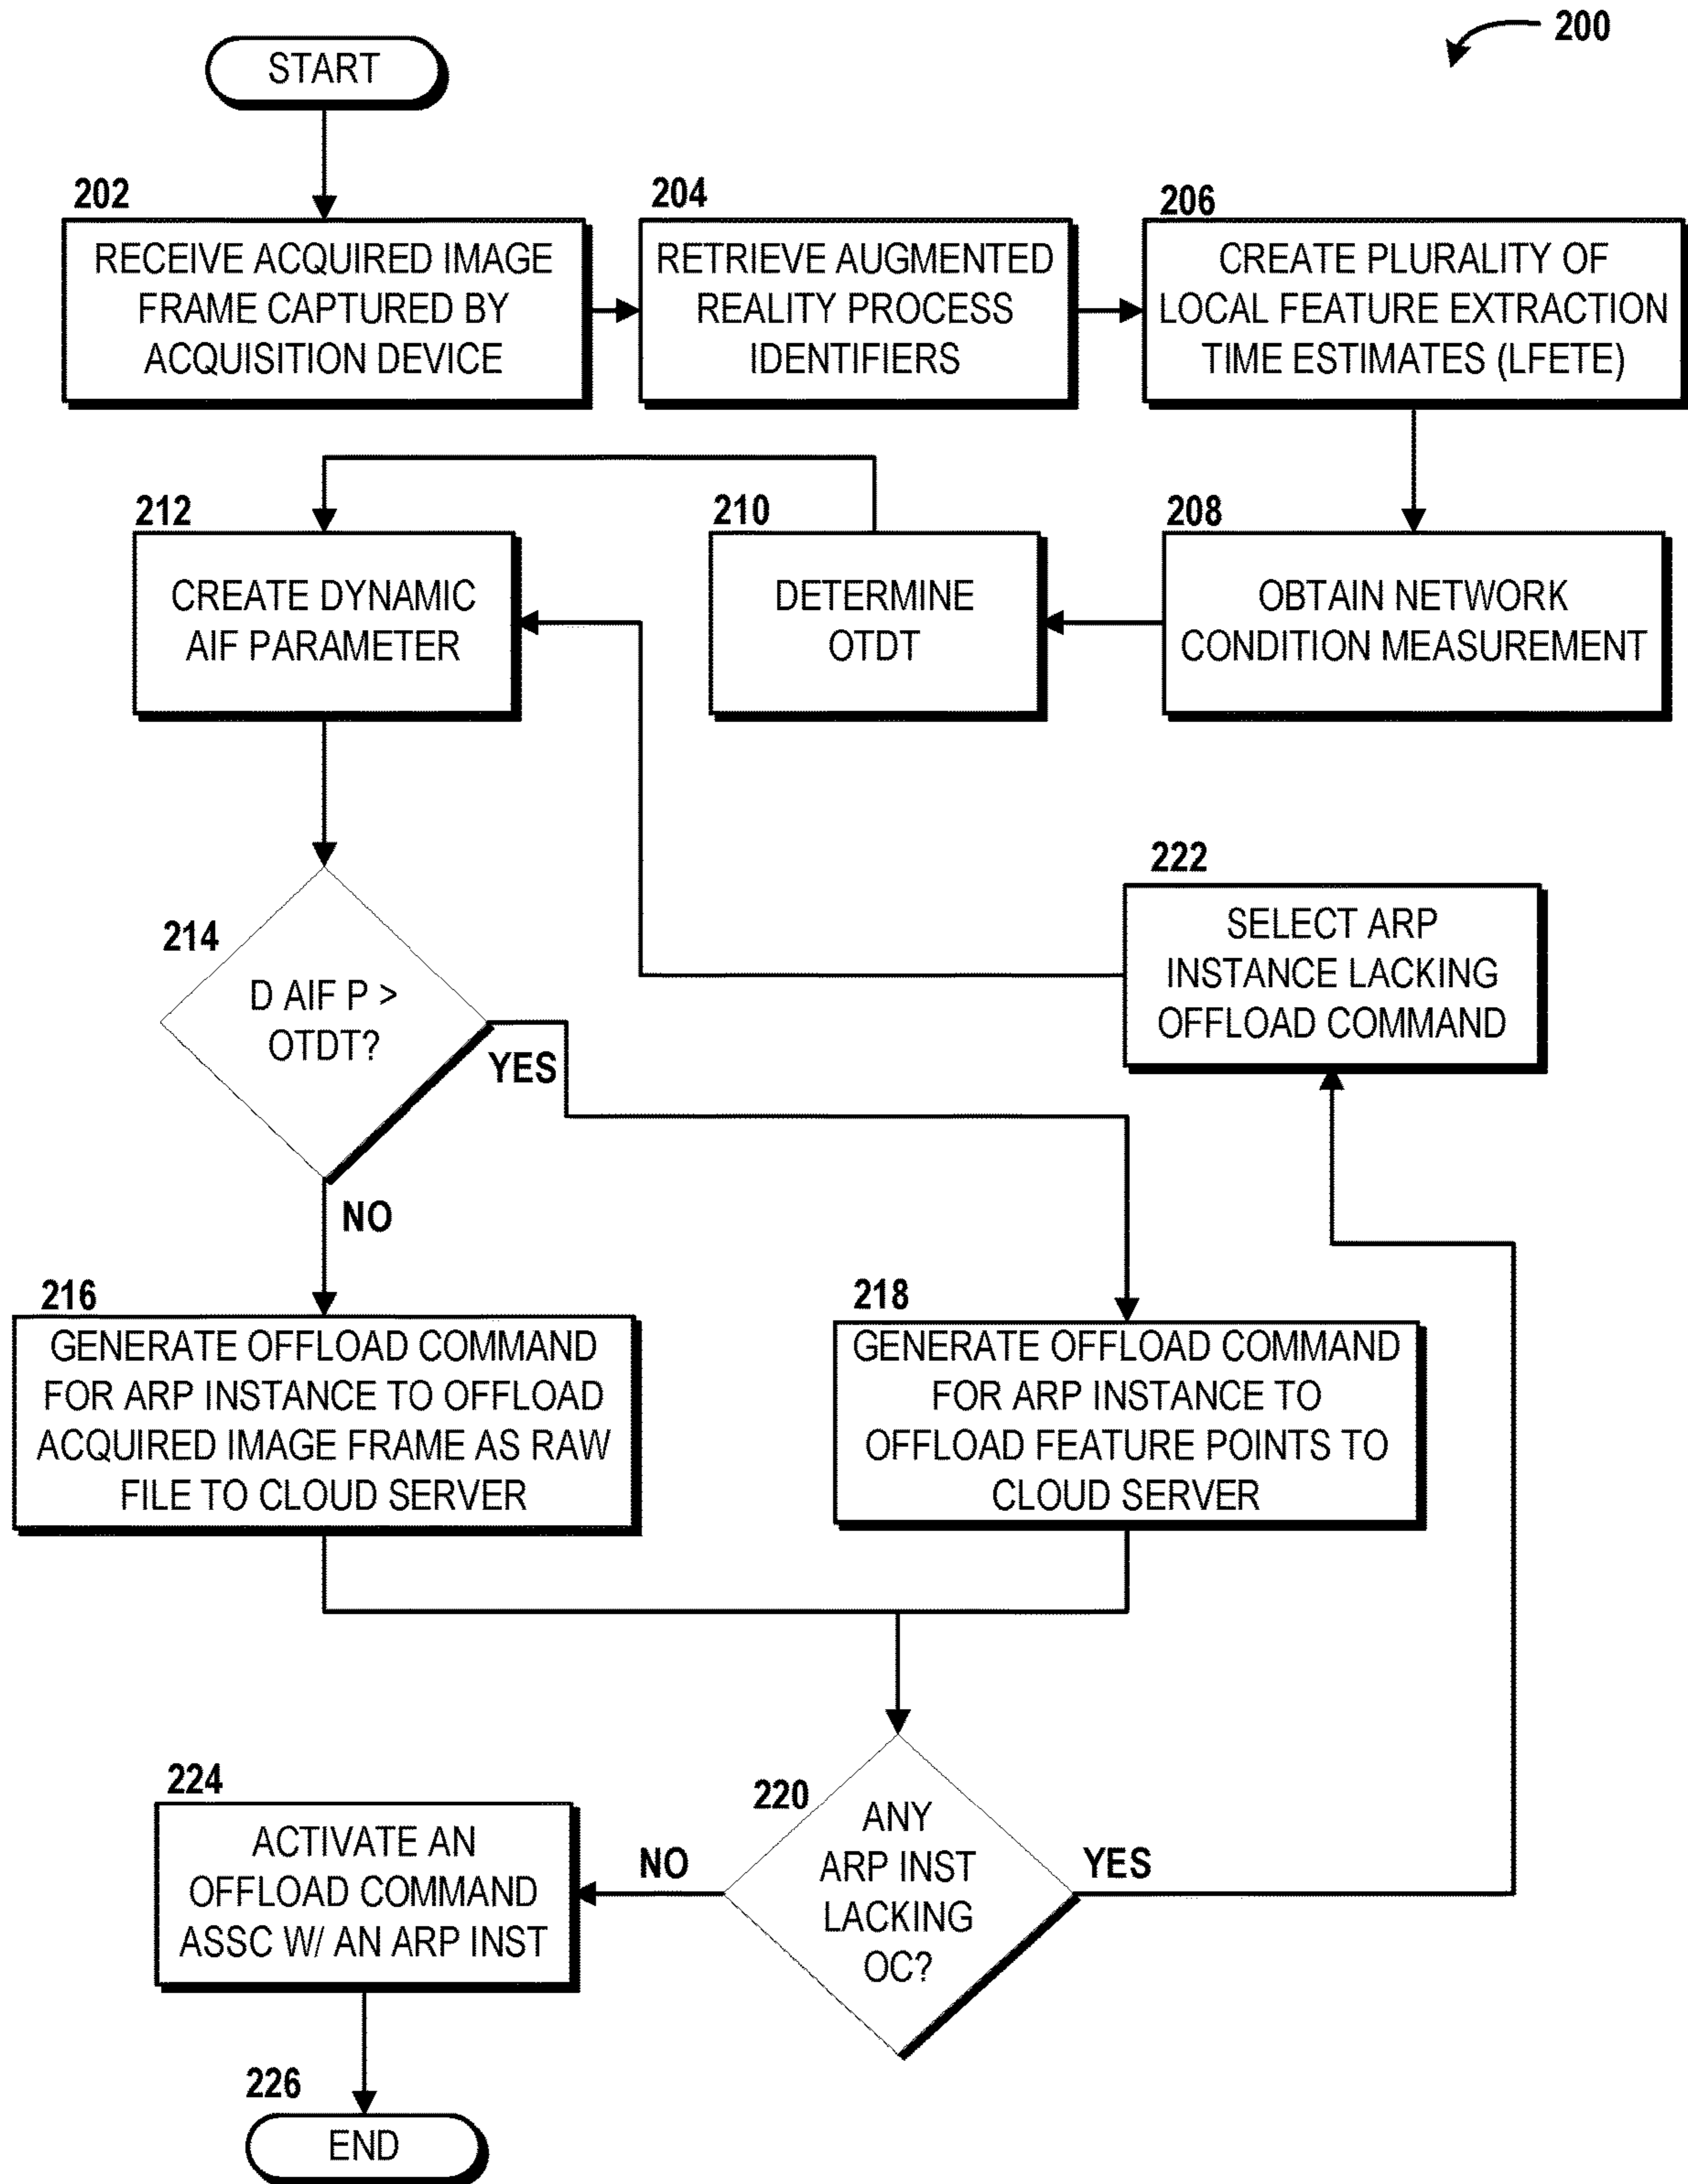 200
START
202
RECEIVE ACQUIRED IMAGE
FRAME CAPTURED BY
ACQUISITION DEVICE
204
RETRIEVE AUGMENTED
REALITY PROCESS
IDENTIFIERS
206
CREATE PLURALITY OF
LOCAL FEATURE EXTRACTION
TIME ESTIMATES (LFETE)
212
CREATE DYNAMIC
AIF PARAMETER
210
DETERMINE
OTDT
208
OBTAIN NETWORK
CONDITION MEASUREMENT
214
D AIF P >
OTDT?
YES
NO
222
SELECT ARP
INSTANCE LACKING
OFFLOAD COMMAND
216
GENERATE OFFLOAD COMMAND
FOR ARP INSTANCE TO OFFLOAD
ACQUIRED IMAGE FRAME AS RAW
FILE TO CLOUD SERVER
218
GENERATE OFFLOAD COMMAND
FOR ARP INSTANCE TO
OFFLOAD FEATURE POINTS TO
CLOUD SERVER
224
ACTIVATE AN
OFFLOAD COMMAND
ASSC W/ AN ARP INST
NO
220
ANY
ARP INST
LACKING
OC?
YES
226
END